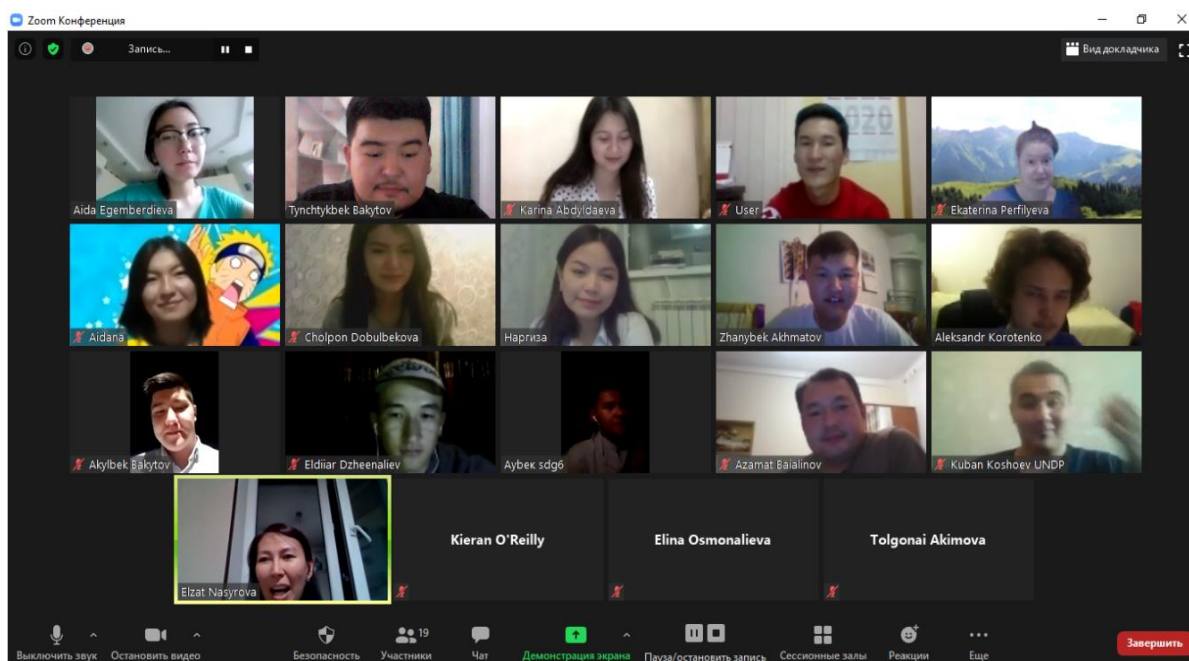 Zoom Конференция
Запись...
Вид докладчика
2020
Aida Egemberdieva
Tynchtykbek Bakytov
Karina Abdyldaeva
User
Ekaterina Perfilyeva
Aidana
Cholpon Dobulbekova
Наргиза
Zhanybek Akhmatov
Aleksandr Korotenko
Akylbek Bakytov
Eldiiar Dzheenaliev
Аубек sdg6
Azamat Baialinov
Kuban Koshoev UNDP
Elzat Nasyrova
Kieran O'Reilly
Elina Osmonalieva
Tolgonai Akimova
19
Выключить звук
Остановить видео
Безопасность
Участники
Чат
Демонстрация экрана
Пауза/остановить запись
Сессионные залы
Реакции
Еще
Завершить